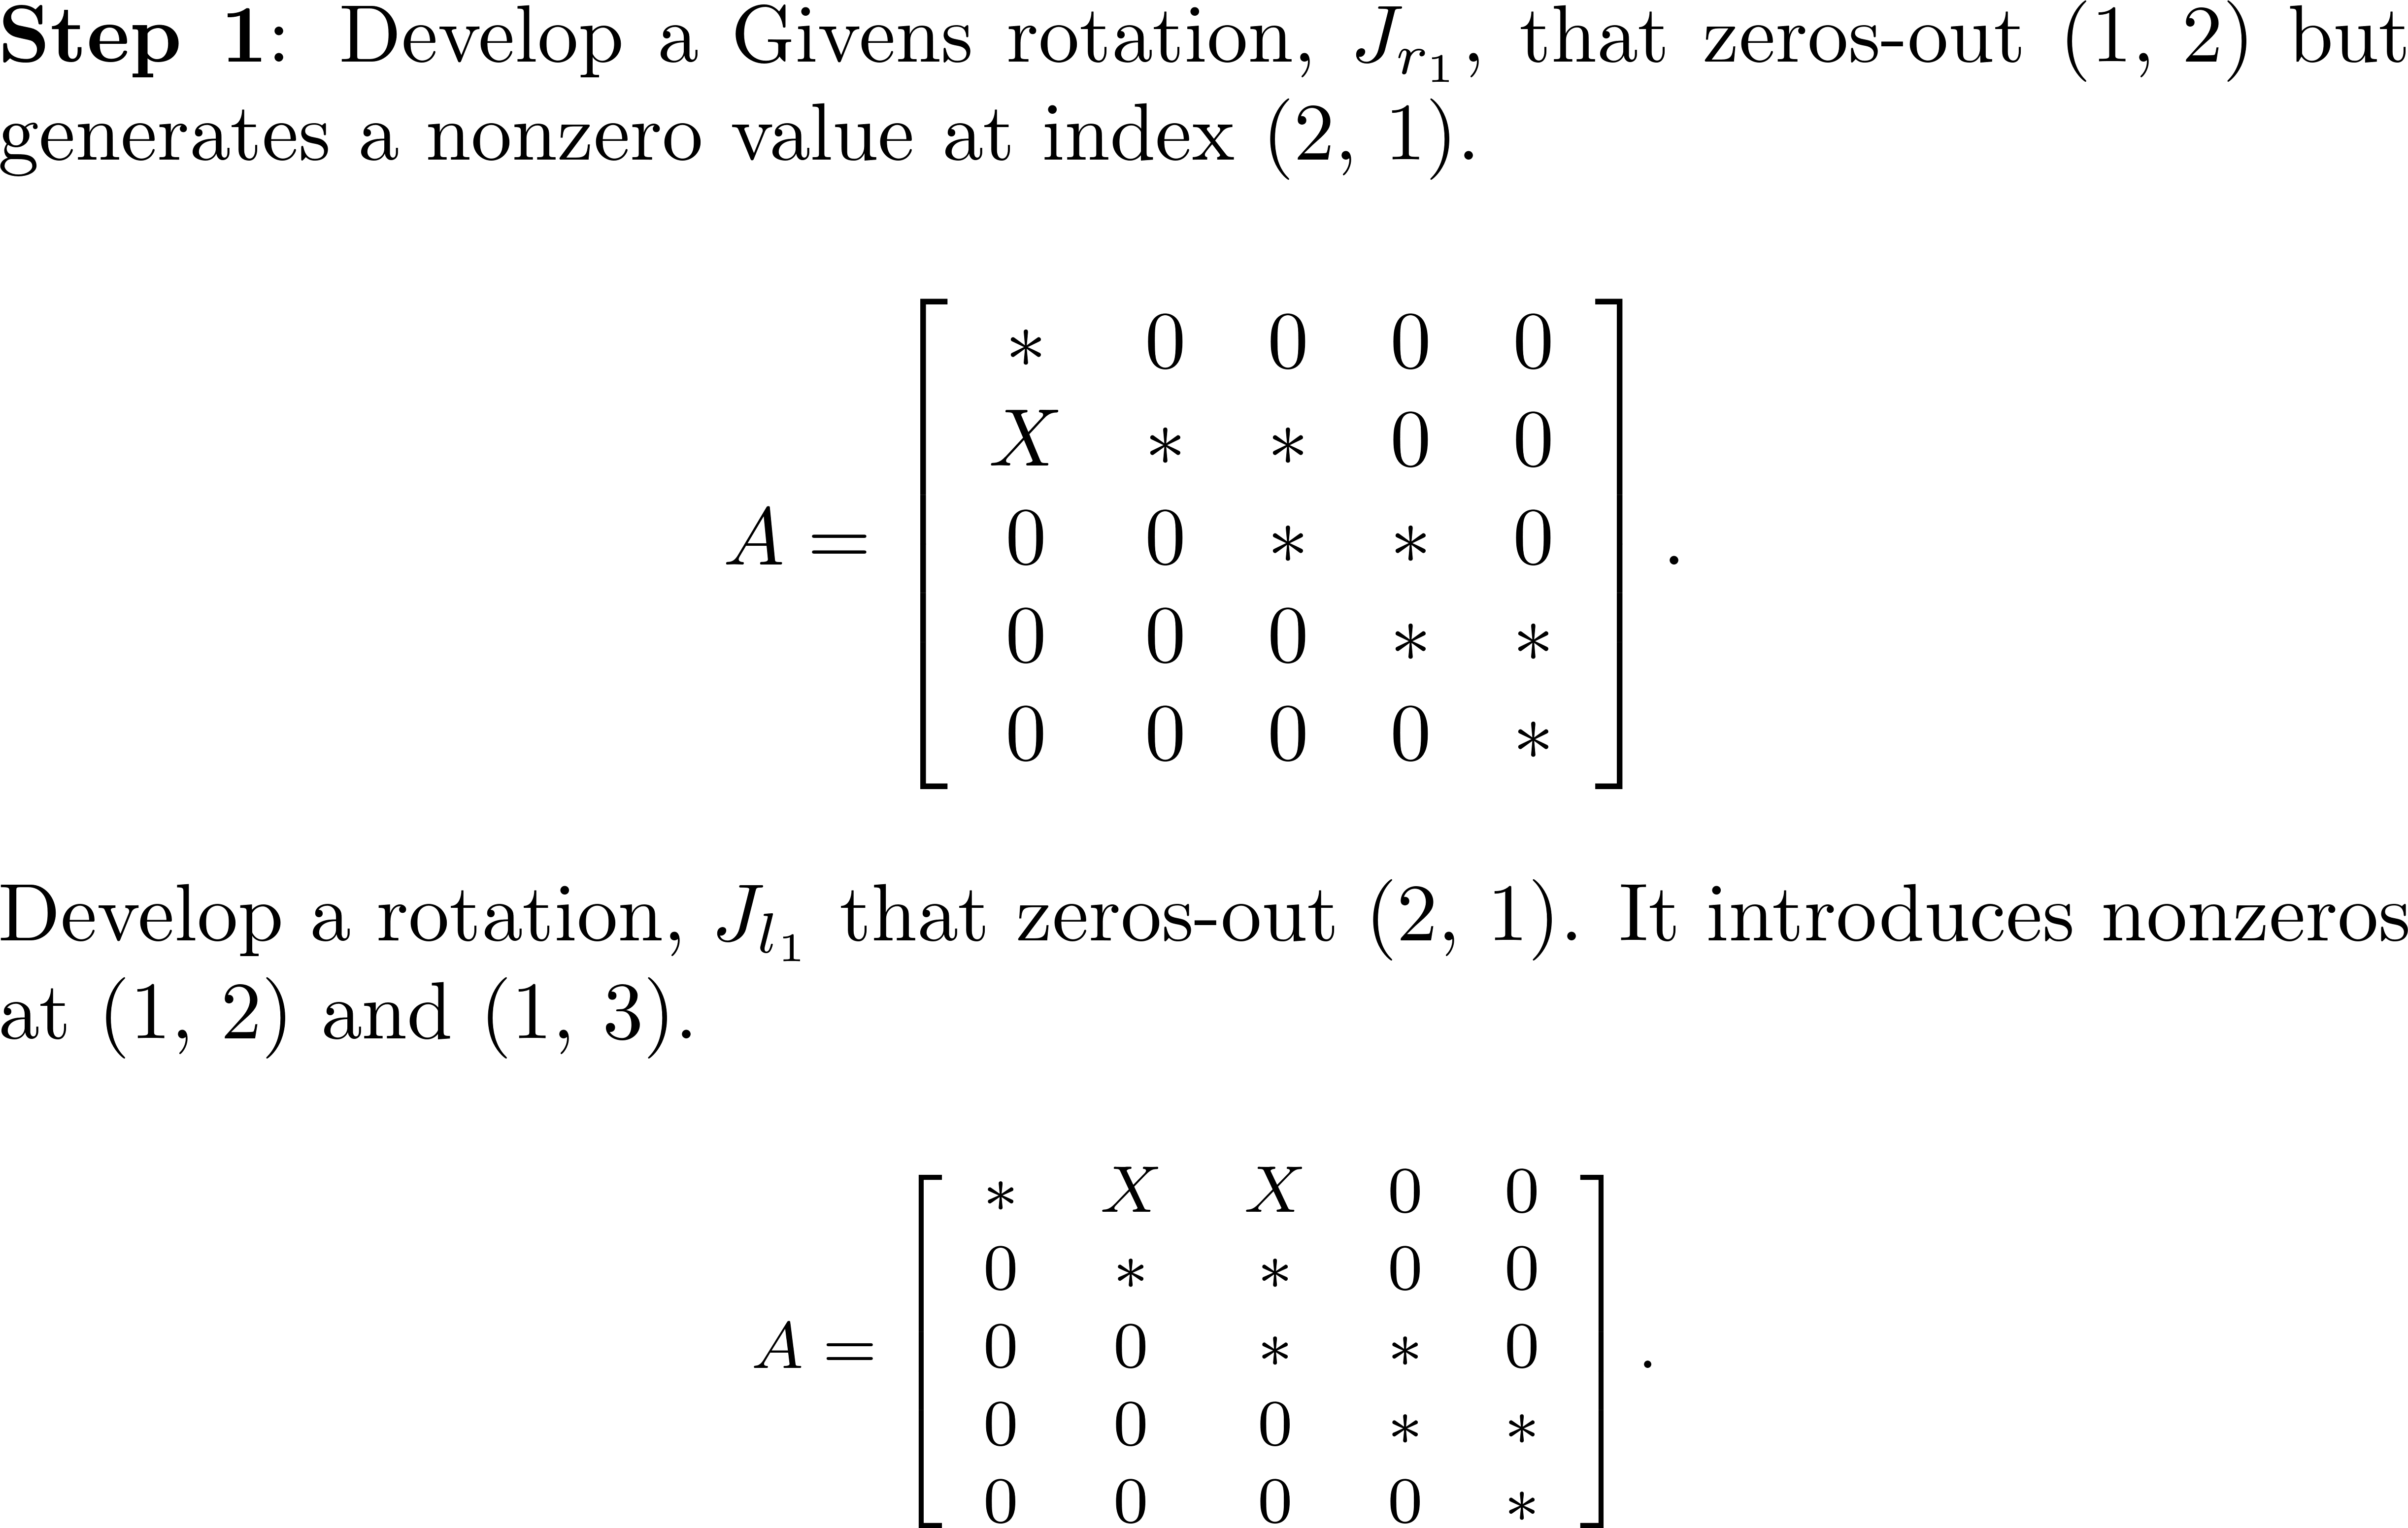 Step 1: Develop a Givens rotation, J_{r_1}, that zeros-out (1, 2) but
generates a nonzero value at index (2, 1).
A = [
* 0 0 0 0
X * * 0 0
0 0 * * 0
0 0 0 * *
0 0 0 0 *
] .
Develop a rotation, J_{l_1} that zeros-out (2, 1). It introduces nonzeros
at (1, 2) and (1, 3).
A = [
* X X 0 0
0 * * 0 0
0 0 * * 0
0 0 0 * *
0 0 0 0 *
] .